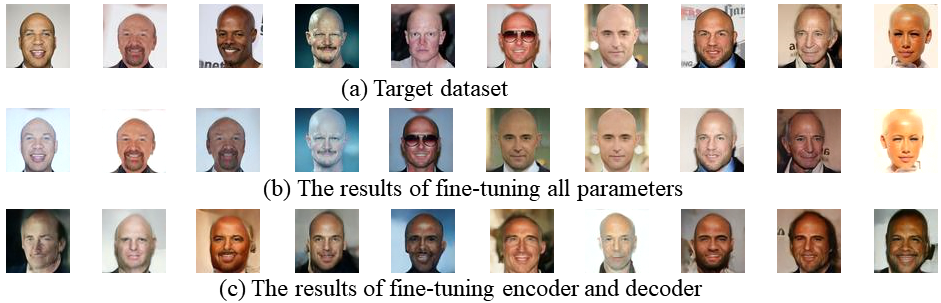 (a) Target dataset
(b) The results of fine-tuning all parameters
(c) The results of fine-tuning encoder and decoder